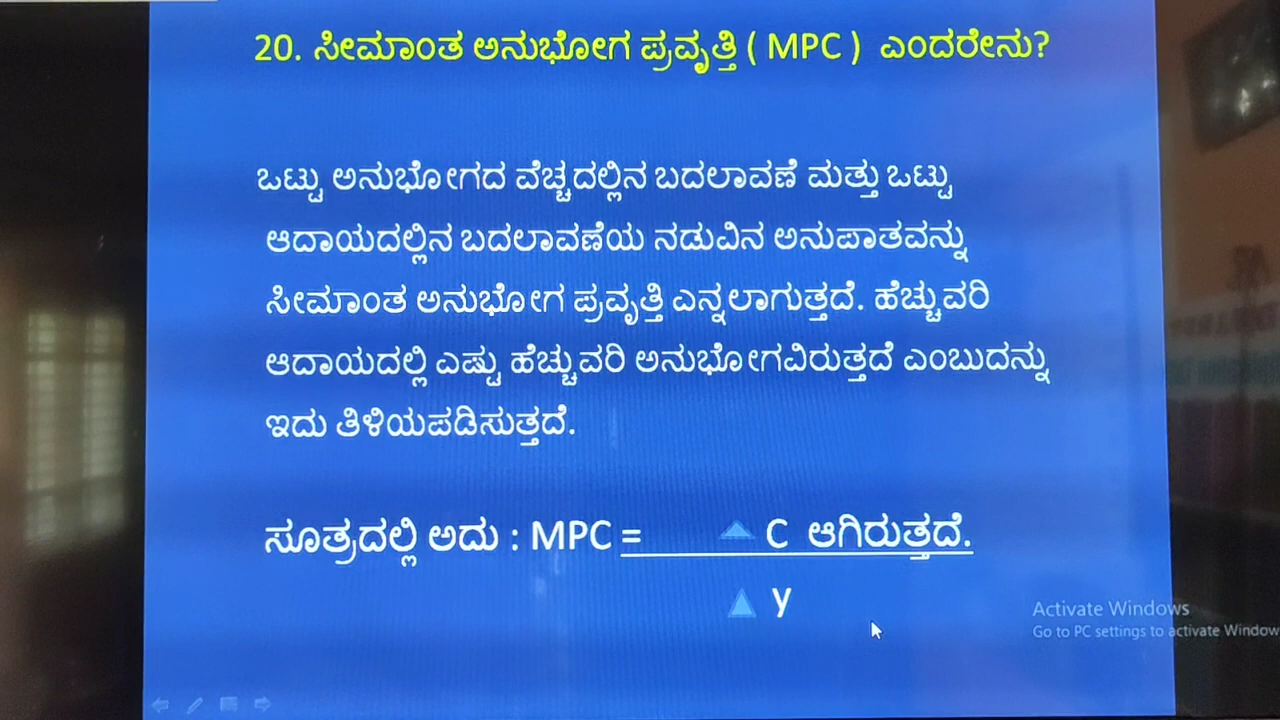 20. ಸೀಮಾಂತ ಅನುಭೋಗ ಪ್ರವೃತ್ತಿ ( MPC ) ಎಂದರೇನು?
ಒಟ್ಟು ಅನುಭೋಗದ ವೆಚ್ಚದಲ್ಲಿನ ಬದಲಾವಣೆ ಮತ್ತು ಒಟ್ಟು
ಆದಾಯದಲ್ಲಿನ ಬದಲಾವಣೆಯ ನಡುವಿನ ಅನುಪಾತವನ್ನು
ಸೀಮಾಂತ ಅನುಭೋಗ ಪ್ರವೃತ್ತಿ ಎನ್ನಲಾಗುತ್ತದೆ. ಹೆಚ್ಚುವರಿ
ಆದಾಯದಲ್ಲಿ ಎಷ್ಟು ಹೆಚ್ಚುವರಿ ಅನುಭೋಗವಿರುತ್ತದೆ ಎಂಬುದನ್ನು
ಇದು ತಿಳಿಯಪಡಿಸುತ್ತದೆ.
ಸೂತ್ರದಲ್ಲಿ ಅದು : MPC = ▲ C ಆಗಿರುತ್ತದೆ.
▲ y
Activate Windows
Go to PC settings to activate Window